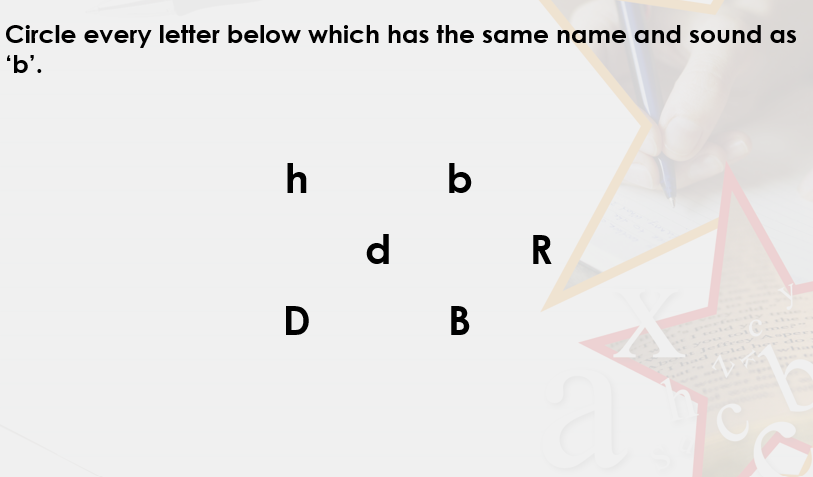 Circle every letter below which has the same name and sound as
‘b’.
h b
d R
D B
x
y
c
z
k
b
a
n
c
c